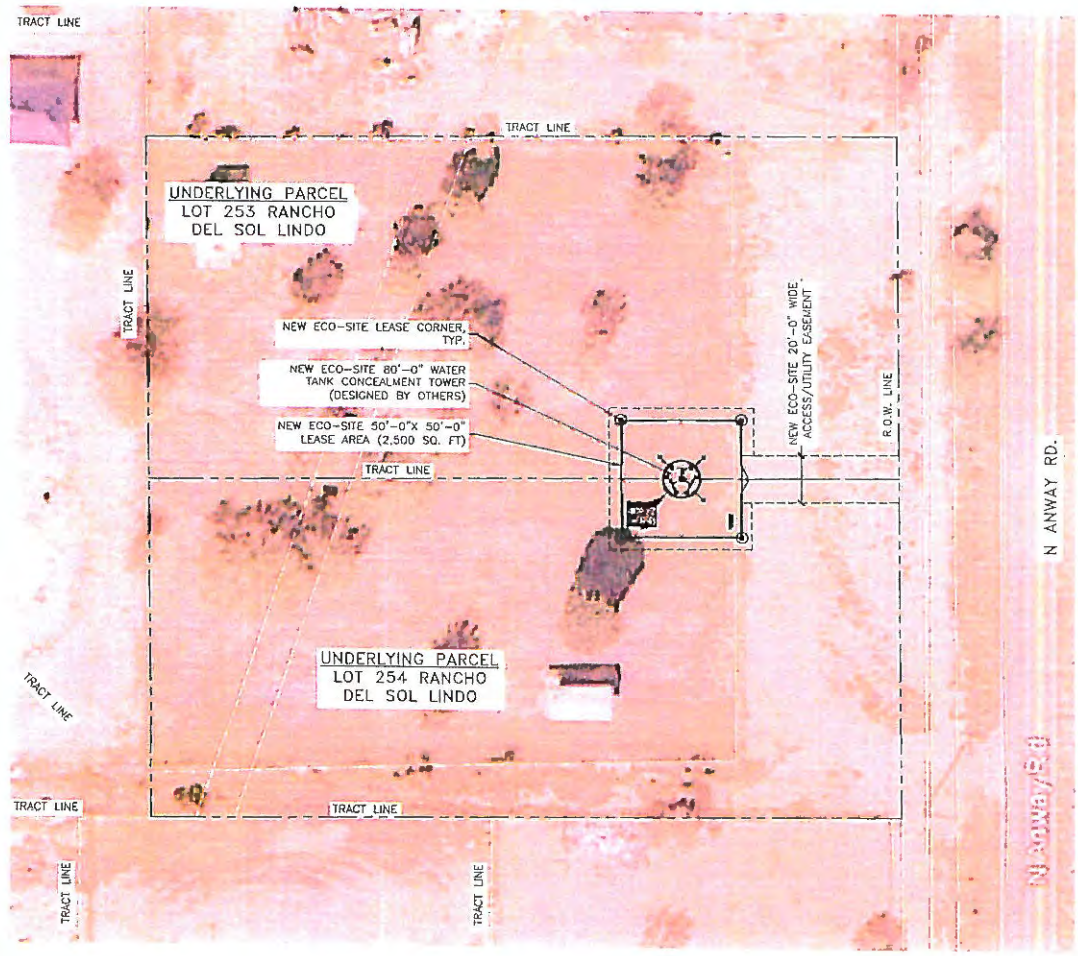 TRACT LINE
TRACT LINE
UNDERLYING PARCEL
LOT 253 RANCHO
DEL SOL LINDO
TRACT LINE
NEW ECO-SITE LEASE CORNER,
TYP.
NEW ECO-SITE 80'-0" WATER
TANK CONCEALMENT TOWER
(DESIGNED BY OTHERS)
NEW ECO-SITE 50'-0"X 50'-0"
LEASE AREA (2,500 SQ. FT)
TRACT LINE
NEW ECO-SITE 20'-0" WIDE
ACCESS/UTILITY EASEMENT
R.O.W. LINE
N ANWAY RD.
UNDERLYING PARCEL
LOT 254 RANCHO
DEL SOL LINDO
TRACT LINE
TRACT LINE
TRACT LINE
TRACT LINE
TRACT LINE
N Anway Rd